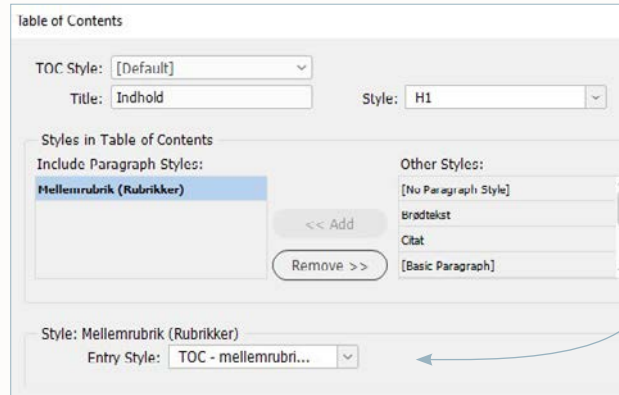 Table of Contents
TOC Style: [Default]
Title: Indhold Style: H1
Styles in Table of Contents
Include Paragraph Styles: Other Styles:
Mellemrubrik (Rubrikker) [No Paragraph Style]
Brødtekst
<< Add Citat
Remove >> [Basic Paragraph]
Style: Mellemrubrik (Rubrikker)
Entry Style: TOC - mellemrubri...